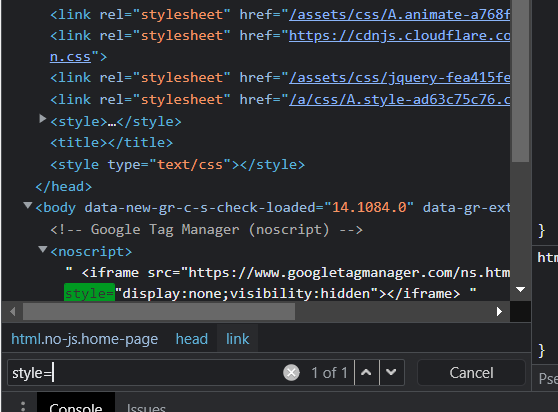 <link rel="stylesheet" href="/assets/css/A.animate-a768f
<link rel="stylesheet" href="https://cdnjs.cloudflare.co
n.css">
<link rel="stylesheet" href="/assets/css/jquery-fea415fe
<link rel="stylesheet" href="/a/css/A.style-ad63c75c76.c
<style>…</style>
<title></title>
<style type="text/css"></style>
</head>
<body data-new-gr-c-s-check-loaded="14.1084.0" data-gr-ext
<!-- Google Tag Manager (noscript) -->
<noscript>
" <iframe src="https://www.googletagmanager.com/ns.htm
style="display:none;visibility:hidden"></iframe> "
}
htm
}
html.no-js.home-page head link
style= 1 of 1 Cancel
Pse
Console Issues